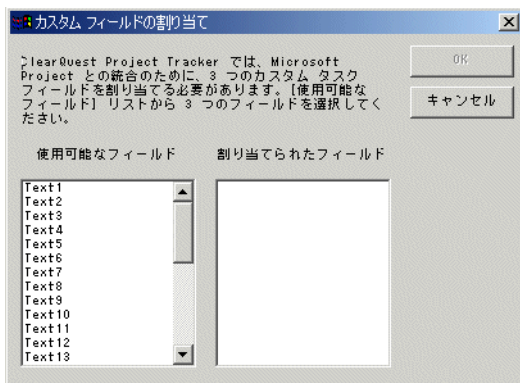 カスタム フィールドの割り当て
ClearQuest Project Tracker では、Microsoft
Project との統合のために、3 つのカスタム タスク
フィールドを割り当てる必要があります。[使用可能な
フィールド] リストから 3 つのフィールドを選択してく
ださい。
OK
キャンセル
使用可能なフィールド
割り当てられたフィールド
Text1
Text2
Text3
Text4
Text5
Text6
Text7
Text8
Text9
Text10
Text11
Text12
Text13